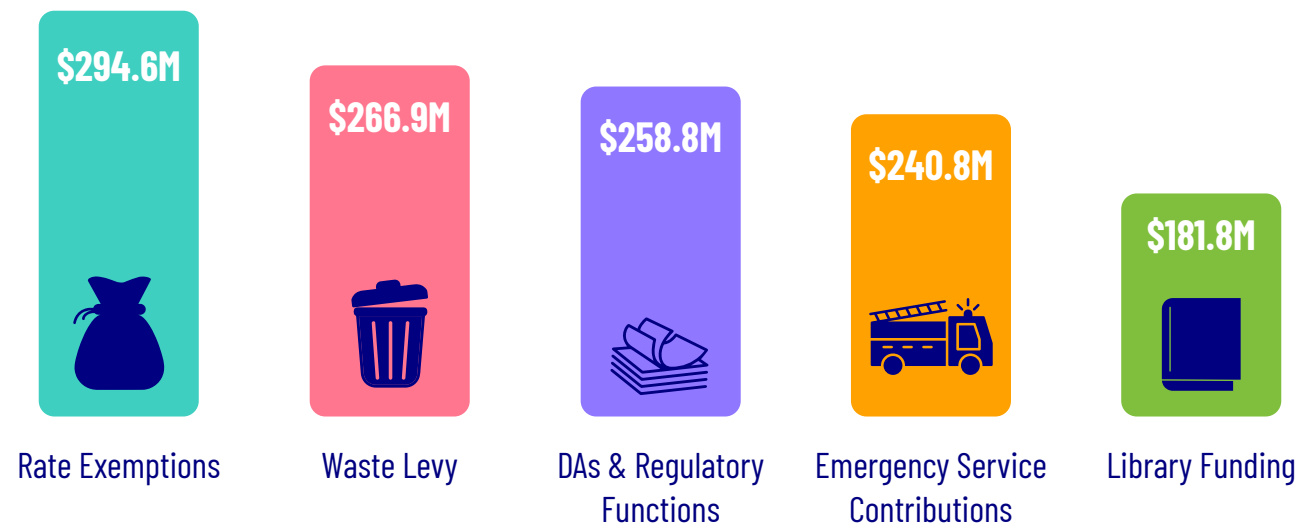 $294.6M
$266.9M
$258.8M
$240.8M
$181.8M
Rate Exemptions
Waste Levy
DAs & Regulatory
Functions
Emergency Service
Contributions
Library Funding